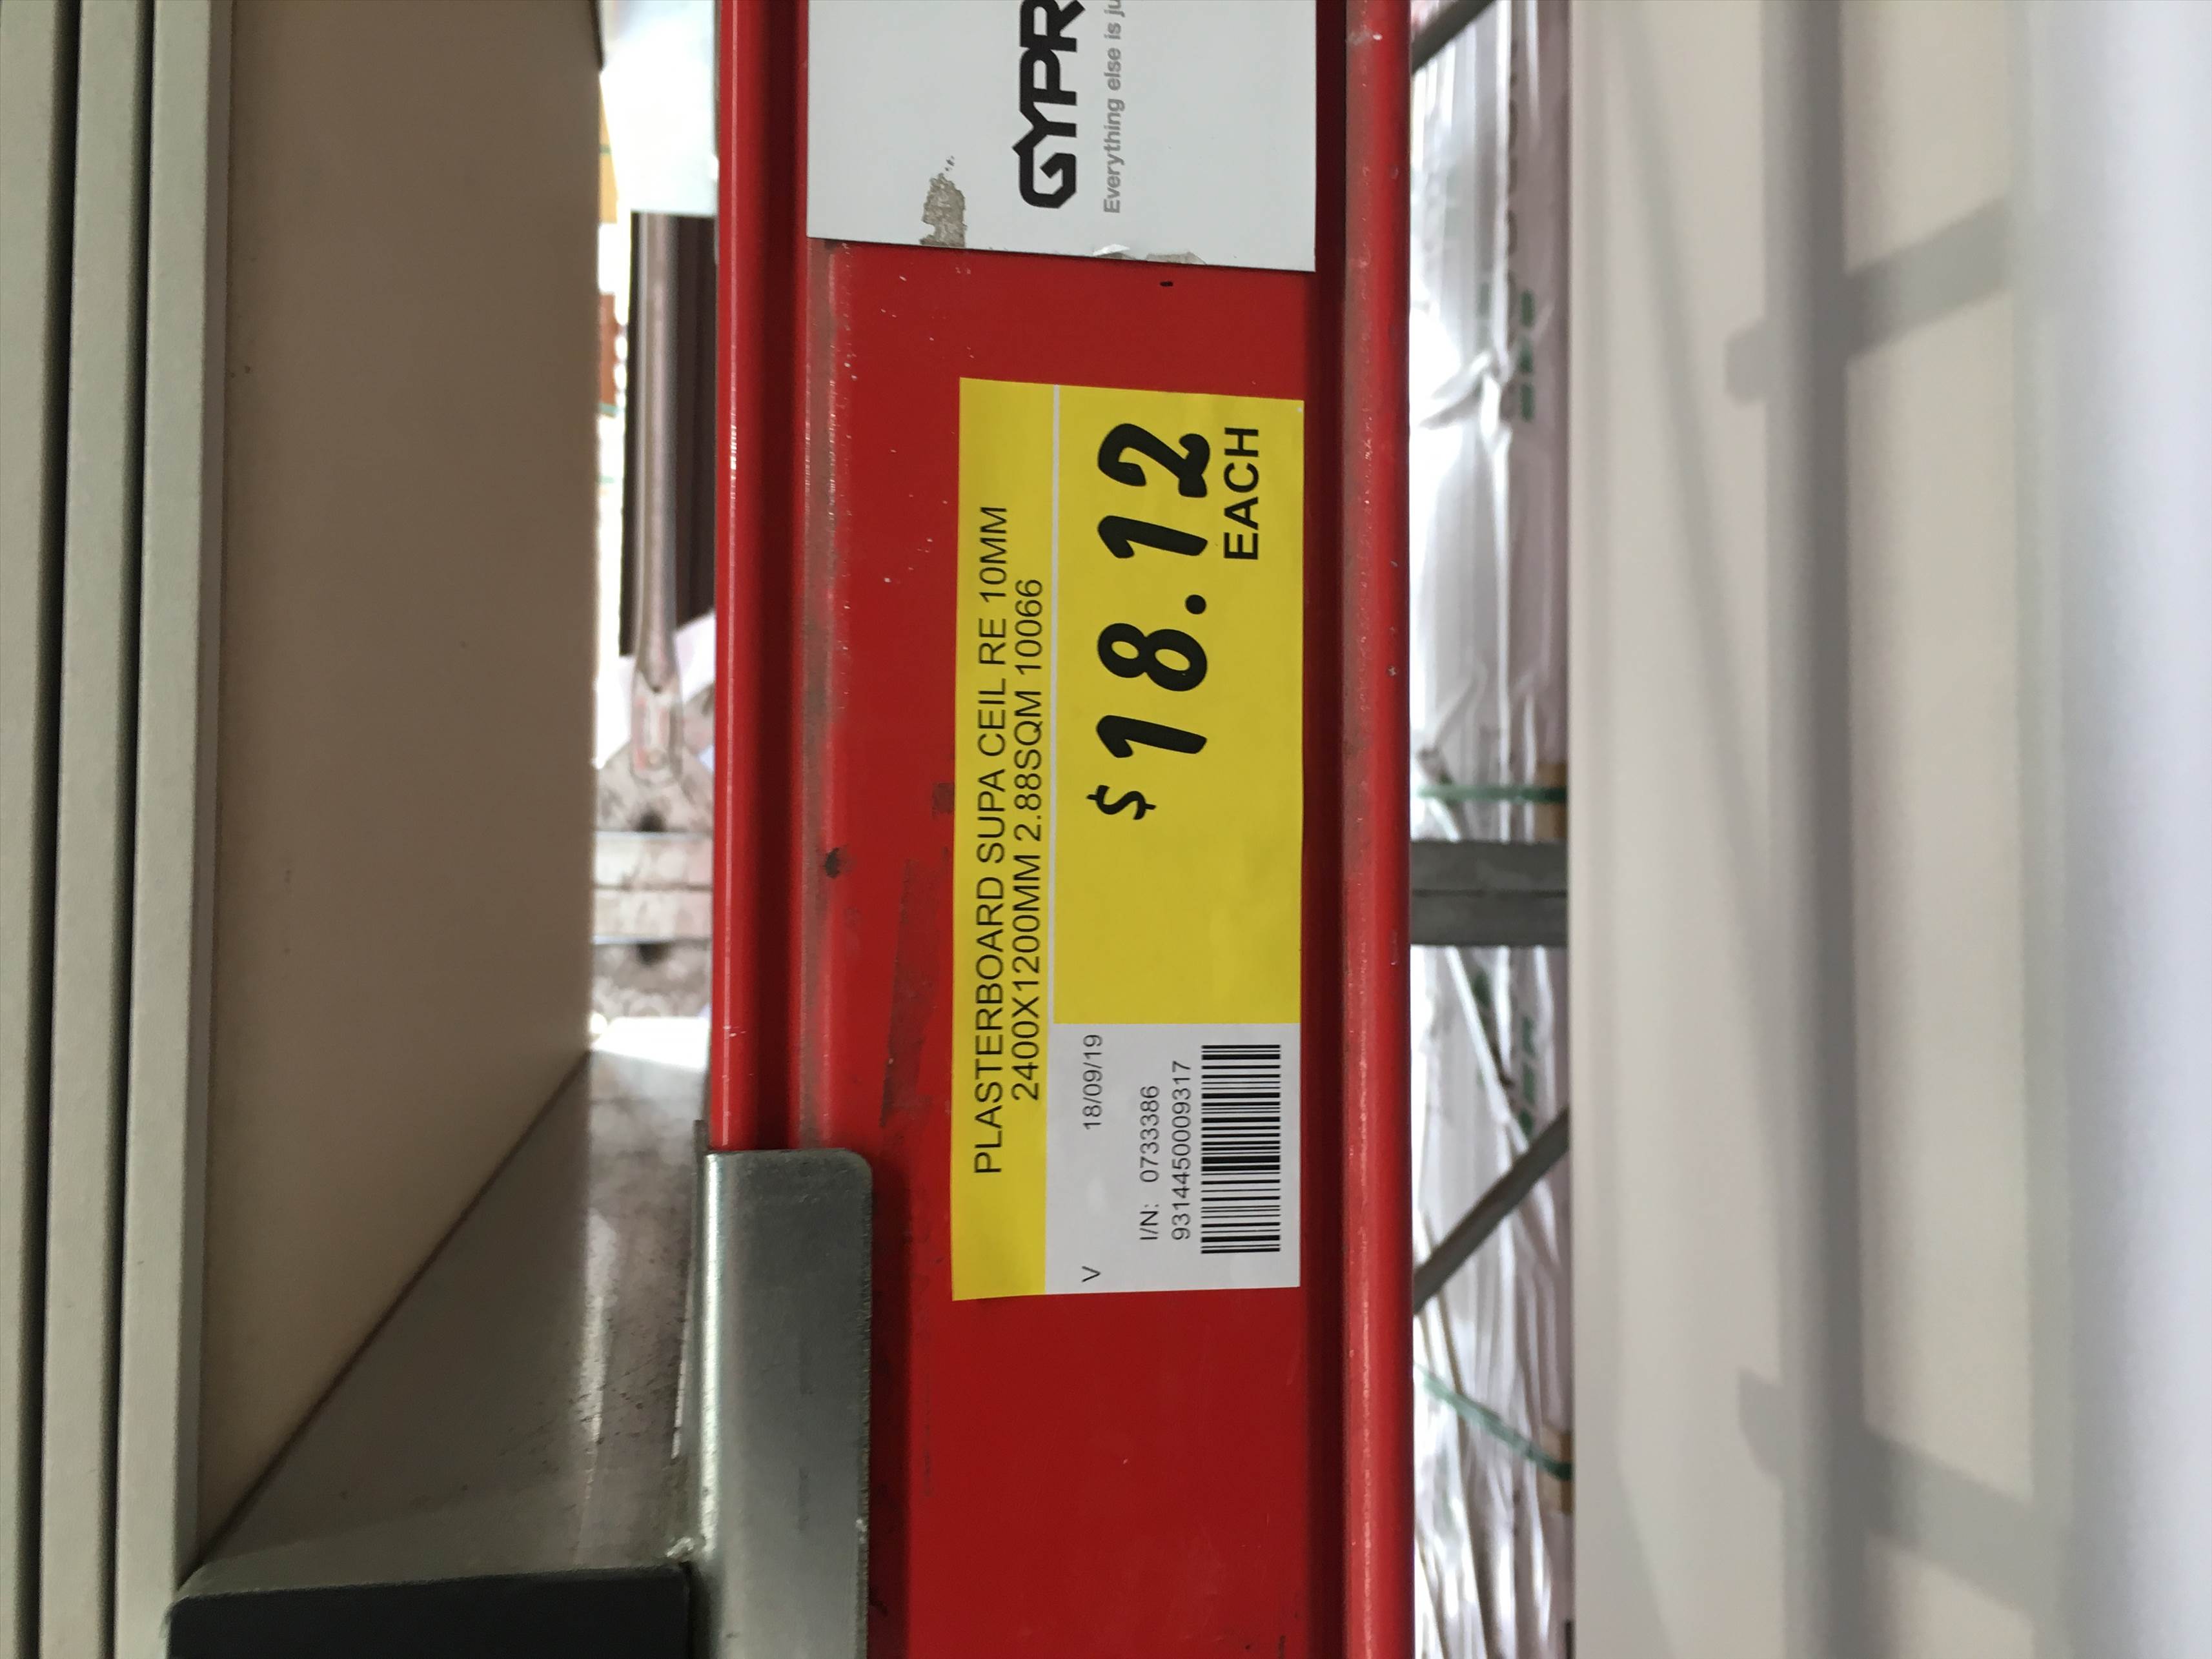 GYPR
Everything else is ju
PLASTERBOARD SUPA CEIL RE 10MM
2400X1200MM 2.88SQM 10066
$18.12
EACH
V 18/09/19
I/N: 0733386
9314450009317